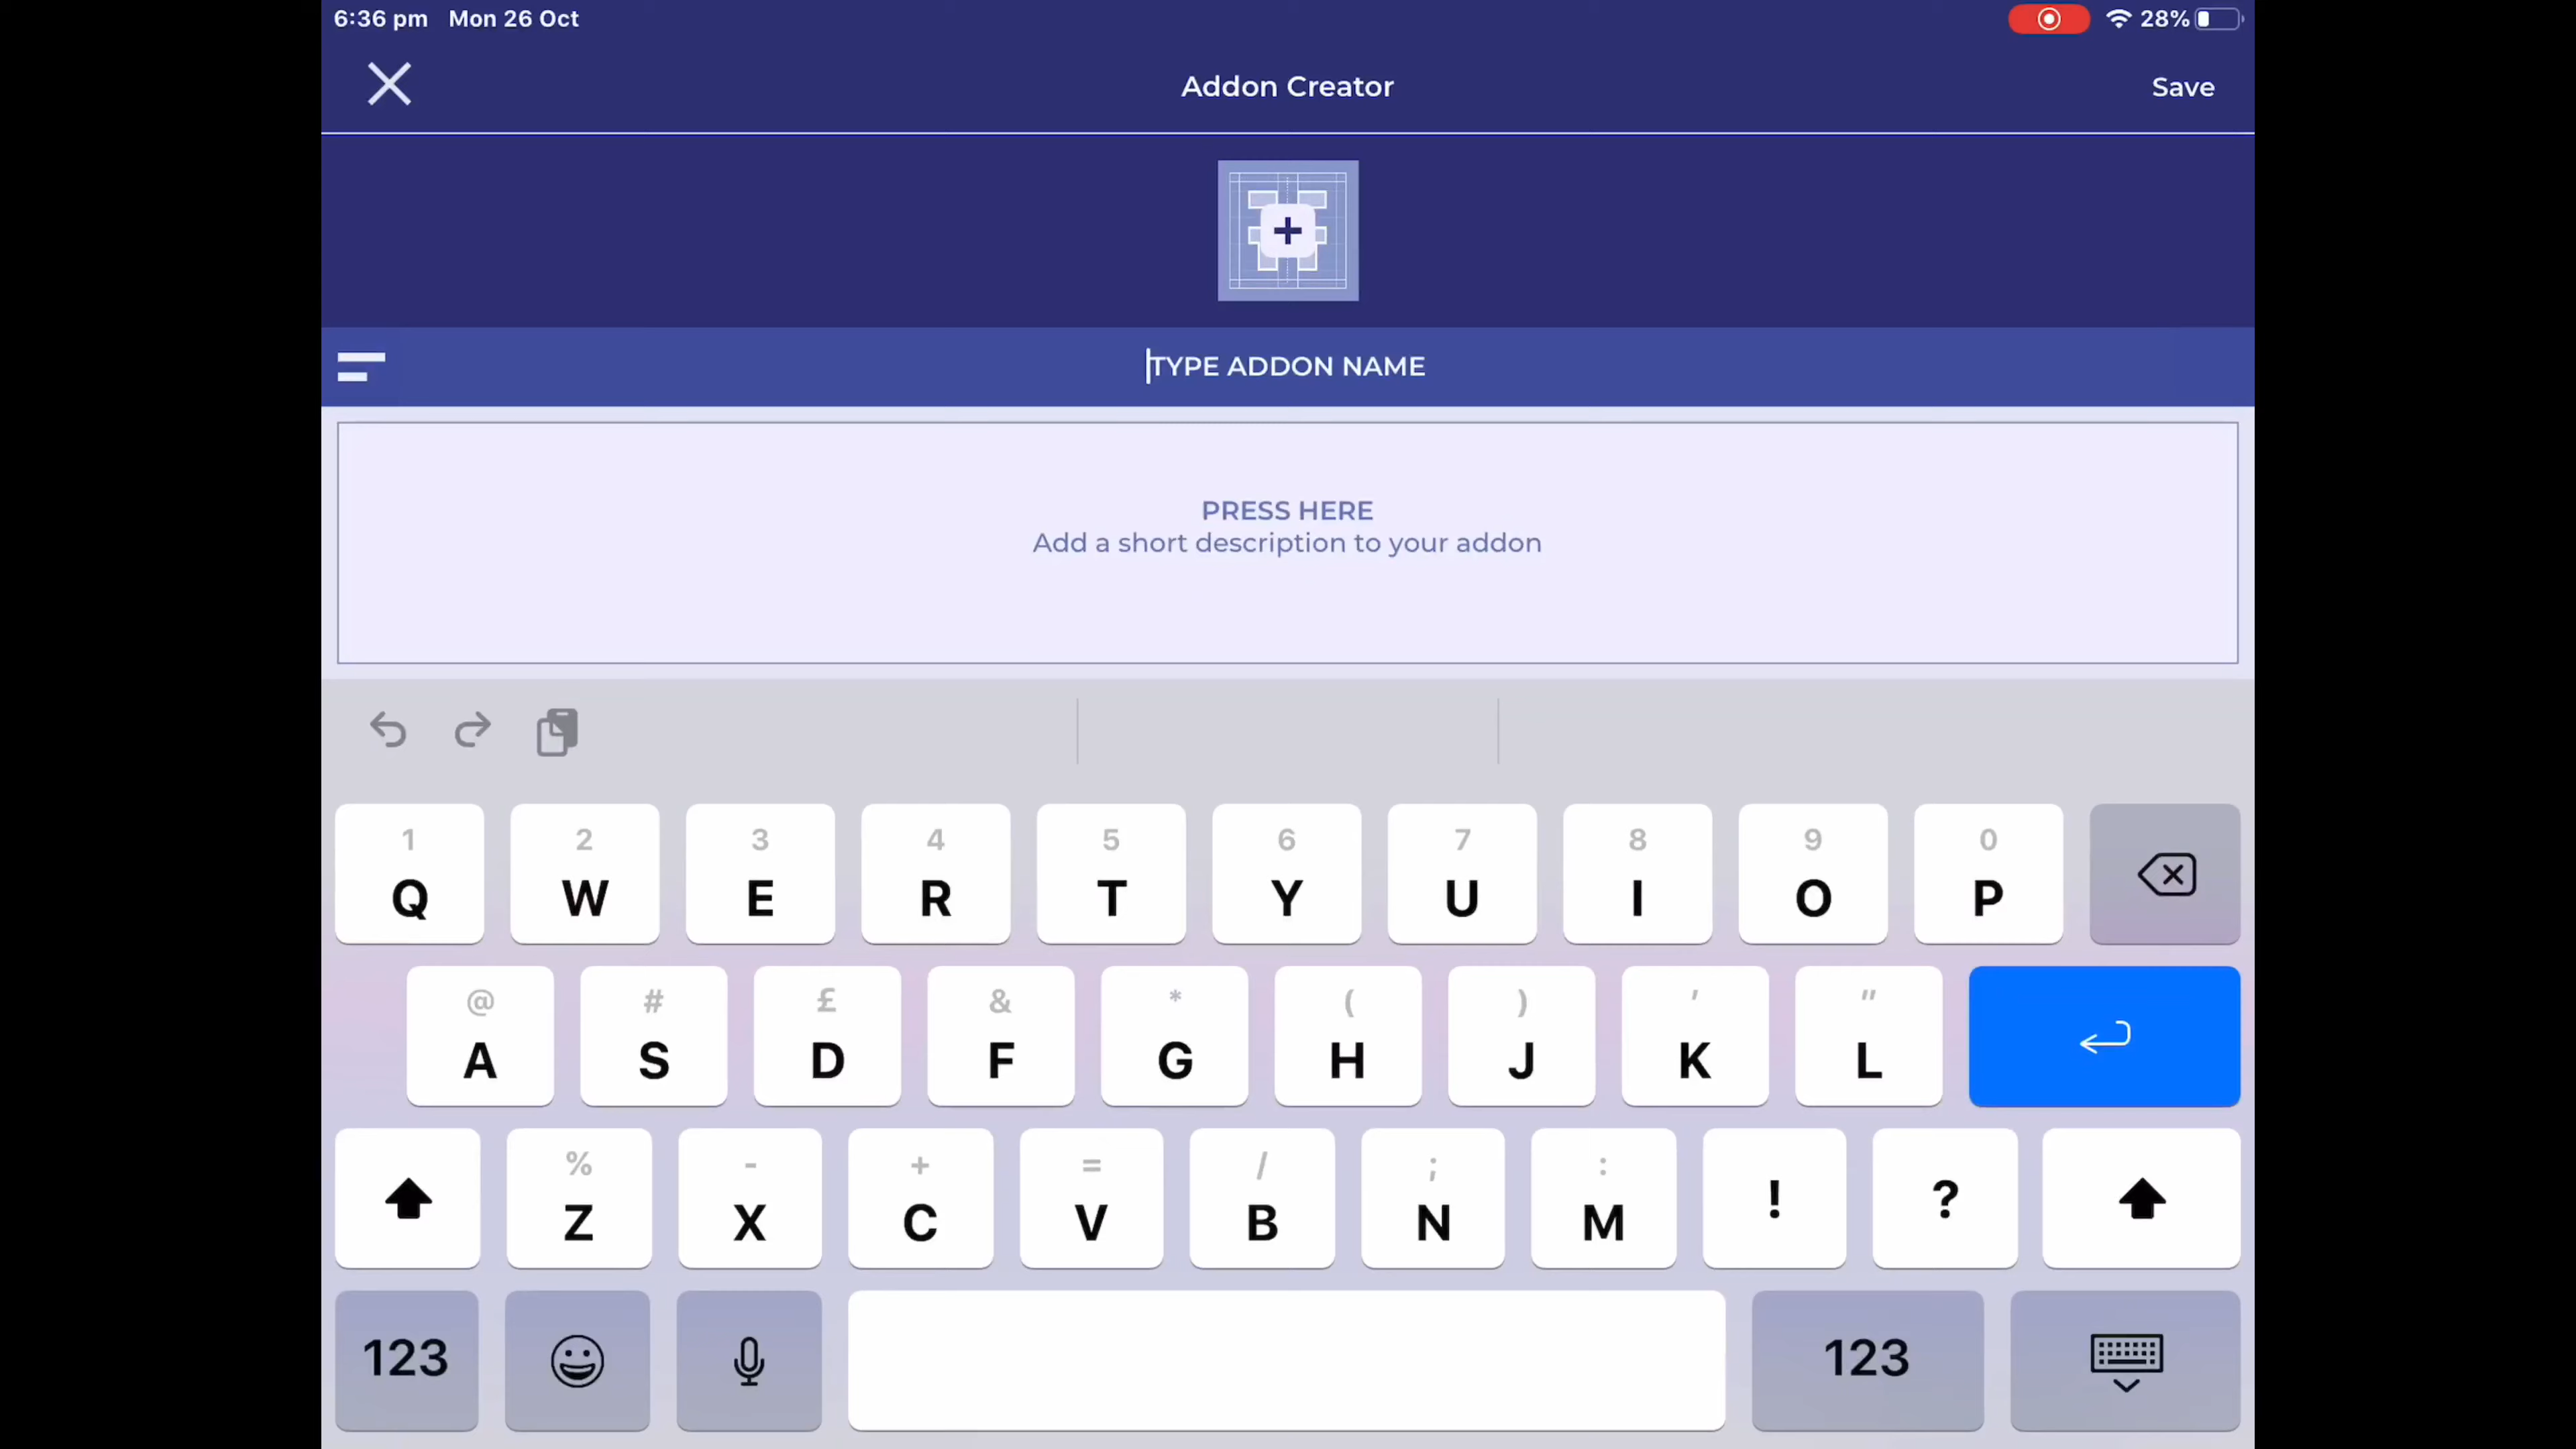 6:36 pm Mon 26 Oct 28%
Addon Creator Save
TYPE ADDON NAME
PRESS HERE
Add a short description to your addon
1 2 3 4 5 6 7 8 9 0
Q W E R T Y U I O P
@ # £ & * ( ) ' "
A S D F G H J K L
% - + = / ; :
Z X C V B N M ! ?
123 123